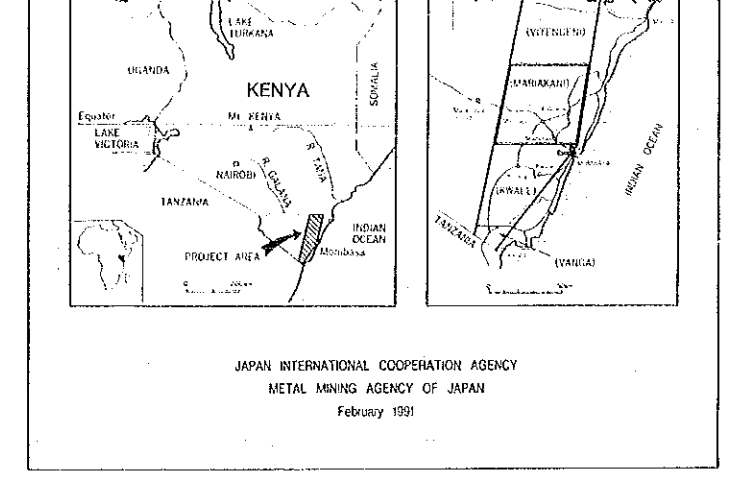 LAKE
TURKANA
UGANDA
KENYA
SOMALIA
Equator
Mt. KENYA
LAKE
VICTORIA
NAIROBI
R. GALANA
R. TANA
TANZANIA
INDIAN
OCEAN
PROJECT AREA
Mombasa
(VITENGENI)
(MARIAKANI)
INDIAN OCEAN
(KWALE)
TANZANIA
(VANGA)
JAPAN INTERNATIONAL COOPERATION AGENCY
METAL MINING AGENCY OF JAPAN
February 1991